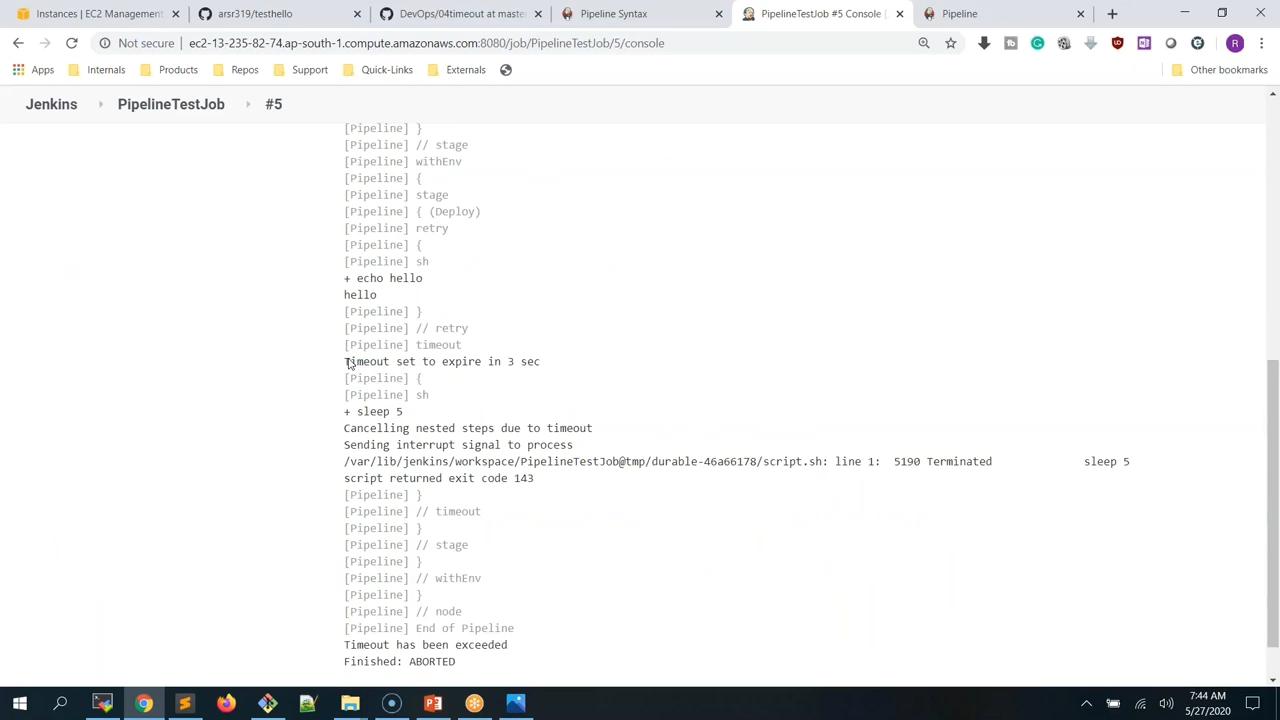 Instances | EC2 Management
arsr319/testhello
DevOps/04timeout at master
Pipeline Syntax
PipelineTestJob #5 Console [
Pipeline
Not secure | ec2-13-235-82-74.ap-south-1.compute.amazonaws.com:8080/job/PipelineTestJob/5/console
Apps
Internals
Products
Repos
Support
Quick-Links
Externals
Other bookmarks
Jenkins
PipelineTestJob
#5
[Pipeline] }
[Pipeline] // stage
[Pipeline] withEnv
[Pipeline] {
[Pipeline] stage
[Pipeline] { (Deploy)
[Pipeline] retry
[Pipeline] {
[Pipeline] sh
+ echo hello
hello
[Pipeline] }
[Pipeline] // retry
[Pipeline] timeout
Timeout set to expire in 3 sec
[Pipeline] {
[Pipeline] sh
+ sleep 5
Cancelling nested steps due to timeout
Sending interrupt signal to process
/var/lib/jenkins/workspace/PipelineTestJob@tmp/durable-46a66178/script.sh: line 1:  5190 Terminated              sleep 5
script returned exit code 143
[Pipeline] }
[Pipeline] // timeout
[Pipeline] }
[Pipeline] // stage
[Pipeline] }
[Pipeline] // withEnv
[Pipeline] }
[Pipeline] // node
[Pipeline] End of Pipeline
Timeout has been exceeded
Finished: ABORTED
7:44 AM
5/27/2020